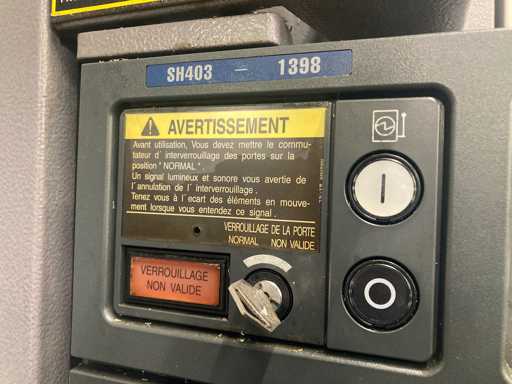 SH403 - 1398
AVERTISSEMENT
Avant utilisation, Vous devez mettre le commu-
tateur d´interverrouillage des portes sur la
position "NORMAL".
Un signal lumineux et sonore vous avertie de
l´annulation de l´interverrouillage.
Tenez vous à l´ecart des éléments en mouve-
ment lorsque vous entendez ce signal.
VERROUILLAGE DE LA PORTE
NORMAL NON VALIDE
VERROUILLAGE
NON VALIDE